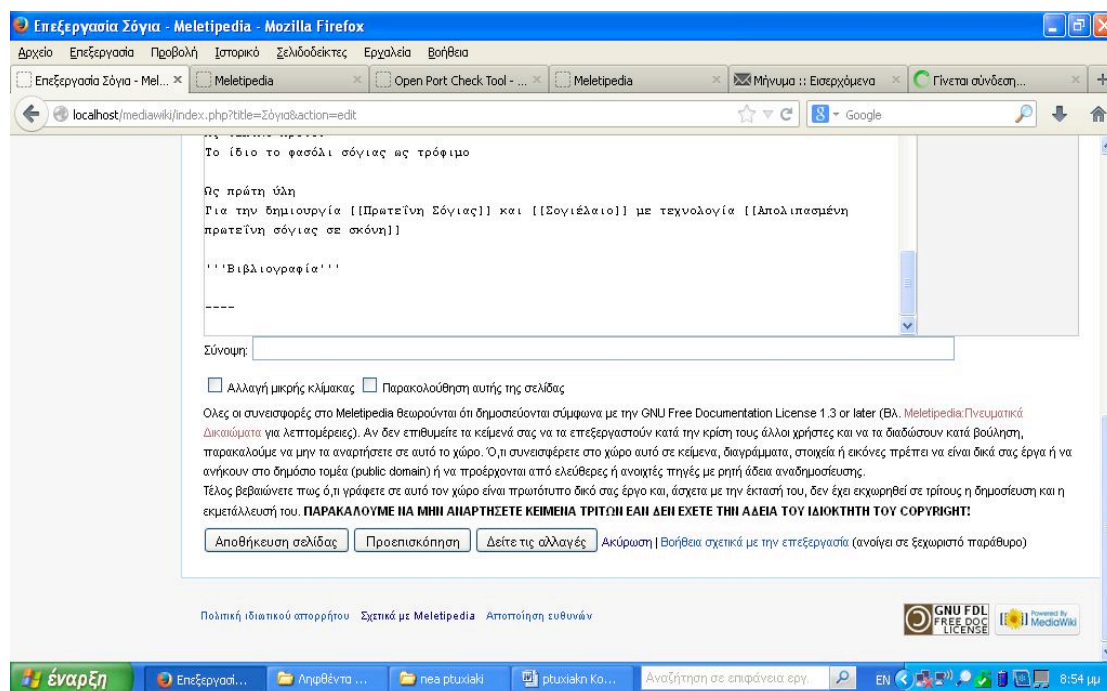 Επεξεργασία Σόγια - Meletipedia - Mozilla Firefox
Αρχείο Επεξεργασία Προβολή Ιστορικό Σελιδοδείκτες Εργαλεία Βοήθεια
Επεξεργασία Σόγια - Mel... Meletipedia Open Port Check Tool - ... Meletipedia Μήνυμα :: Εισερχόμενα Γίνεται σύνδεση...
localhost/mediawiki/index.php?title=Σόγια&action=edit Google
Το ίδιο το φασόλι σόγιας ως τρόφιμο
Ως πρώτη ύλη
Για την δημιουργία [[Πρωτεΐνη Σόγιας]] και [[Σογιέλαιο]] με τεχνολογία [[Απολιπασμένη
πρωτεΐνη σόγιας σε σκόνη]]
'''Βιβλιογραφία'''
----
Σύνοψη:
Αλλαγή μικρής κλίμακας Παρακολούθηση αυτής της σελίδας
Ολες οι συνεισφορές στο Meletipedia θεωρούνται ότι δημοσιεύονται σύμφωνα με την GNU Free Documentation License 1.3 or later (Βλ. Meletipedia:Πνευματικά
Δικαιώματα για λεπτομέρειες). Αν δεν επιθυμείτε τα κείμενά σας να τα επεξεργαστούν κατά την κρίση τους άλλοι χρήστες και να τα διαδώσουν κατά βούληση,
παρακαλούμε να μην τα αναρτήσετε σε αυτό το χώρο. Ό,τι συνεισφέρετε στο χώρο αυτό σε κείμενα, διαγράμματα, στοιχεία ή εικόνες πρέπει να είναι δικά σας έργα ή να
ανήκουν στο δημόσιο τομέα (public domain) ή να προέρχονται από ελεύθερες ή ανοιχτές πηγές με ρητή άδεια αναδημοσίευσης.
Τέλος βεβαιώνετε πως ό,τι γράφετε σε αυτό τον χώρο είναι πρωτότυπο δικό σας έργο και, άσχετα με την έκτασή του, δεν έχει εκχωρηθεί σε τρίτους η δημοσίευση και η
εκμετάλλευσή του. ΠΑΡΑΚΑΛΟΥΜΕ ΝΑ ΜΗΝ ΑΝΑΡΤΗΣΕΤΕ ΚΕΙΜΕΝΑ ΤΡΙΤΩΝ ΕΑΝ ΔΕΝ ΕΧΕΤΕ ΤΗΝ ΑΔΕΙΑ ΤΟΥ ΙΔΙΟΚΤΗΤΗ ΤΟΥ COPYRIGHT!
Αποθήκευση σελίδας Προεπισκόπηση Δείτε τις αλλαγές Ακύρωση | Βοήθεια σχετικά με την επεξεργασία (ανοίγει σε ξεχωριστό παράθυρο)
Πολιτική ιδιωτικού απορρήτου Σχετικά με Meletipedia Αποποίηση ευθυνών
GNU FDL
FREE DOC
LICENSE
Powered By
MediaWiki
έναρξη Επεξεργασί... Ληφθέντα ... nea ptuxiaki ptuxiakn Ko... Αναζήτηση σε επιφάνεια εργ. EN 8:54 μμ